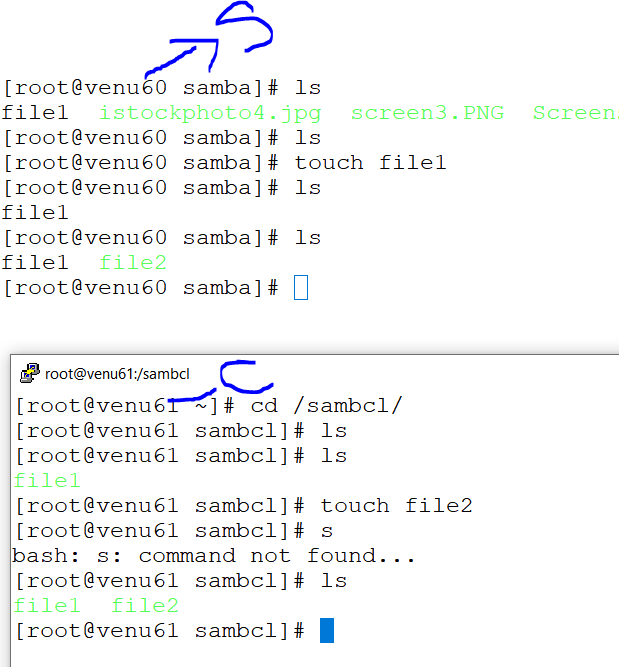 S
[root@venu60 samba]# ls
file1 istockphoto4.jpg screen3.PNG Screen.
[root@venu60 samba]# ls
[root@venu60 samba]# touch file1
[root@venu60 samba]# ls
file1
[root@venu60 samba]# ls
file1 file2
[root@venu60 samba]#
root@venu61:/sambcl
C
[root@venu61 ~]# cd /sambcl/
[root@venu61 sambcl]# ls
[root@venu61 sambcl]# ls
file1
[root@venu61 sambcl]# touch file2
[root@venu61 sambcl]# s
bash: s: command not found...
[root@venu61 sambcl]# ls
file1 file2
[root@venu61 sambcl]#